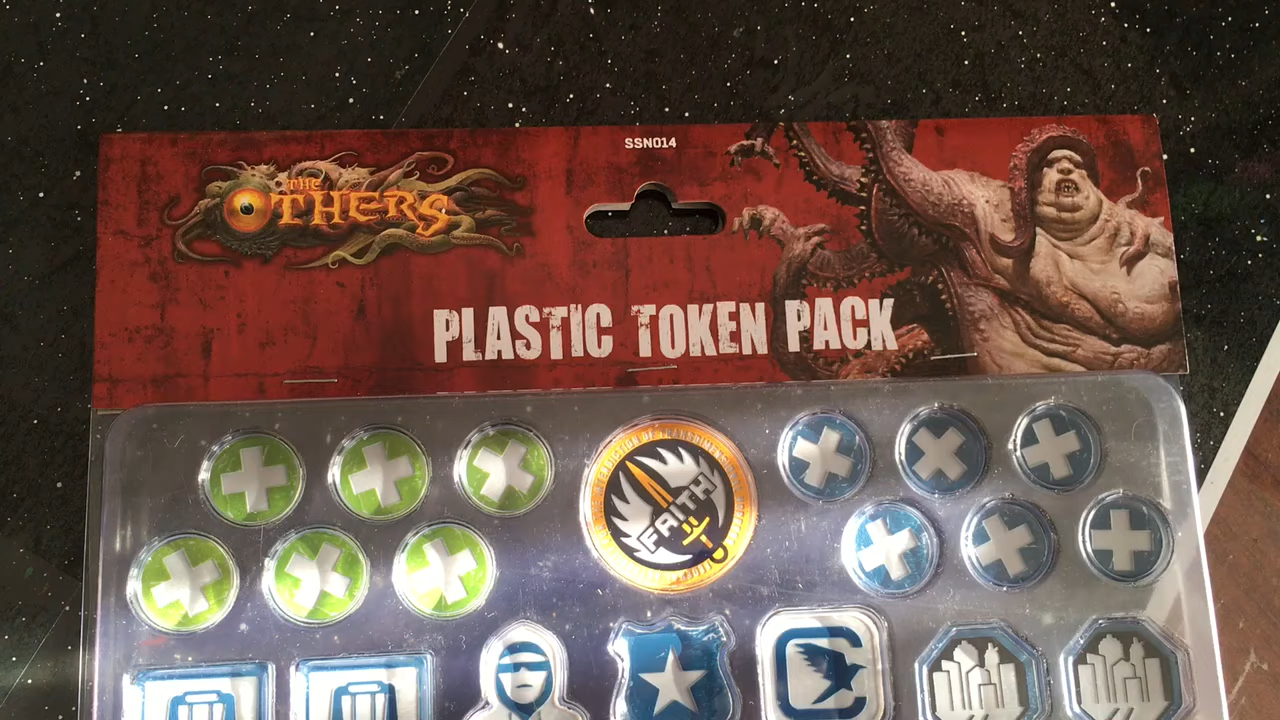 SSN014
THE
OTHERS
PLASTIC TOKEN PACK
FAITH